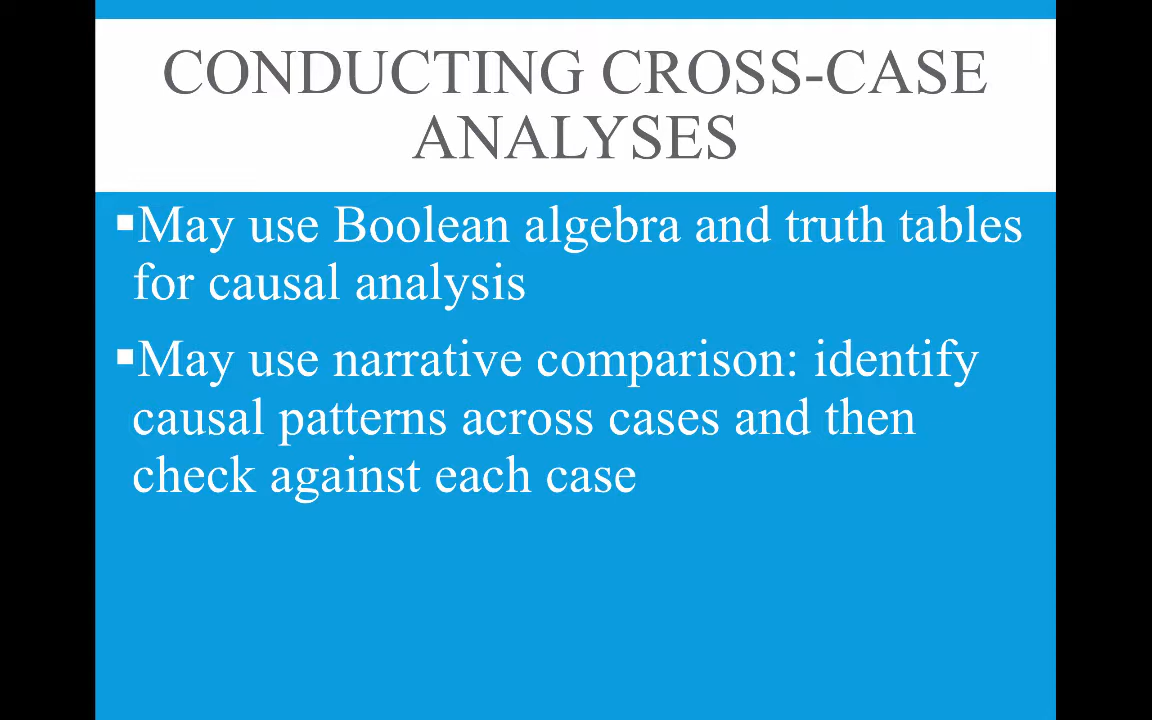 CONDUCTING CROSS-CASE
ANALYSES
▪May use Boolean algebra and truth tables
for causal analysis
▪May use narrative comparison: identify
causal patterns across cases and then
check against each case